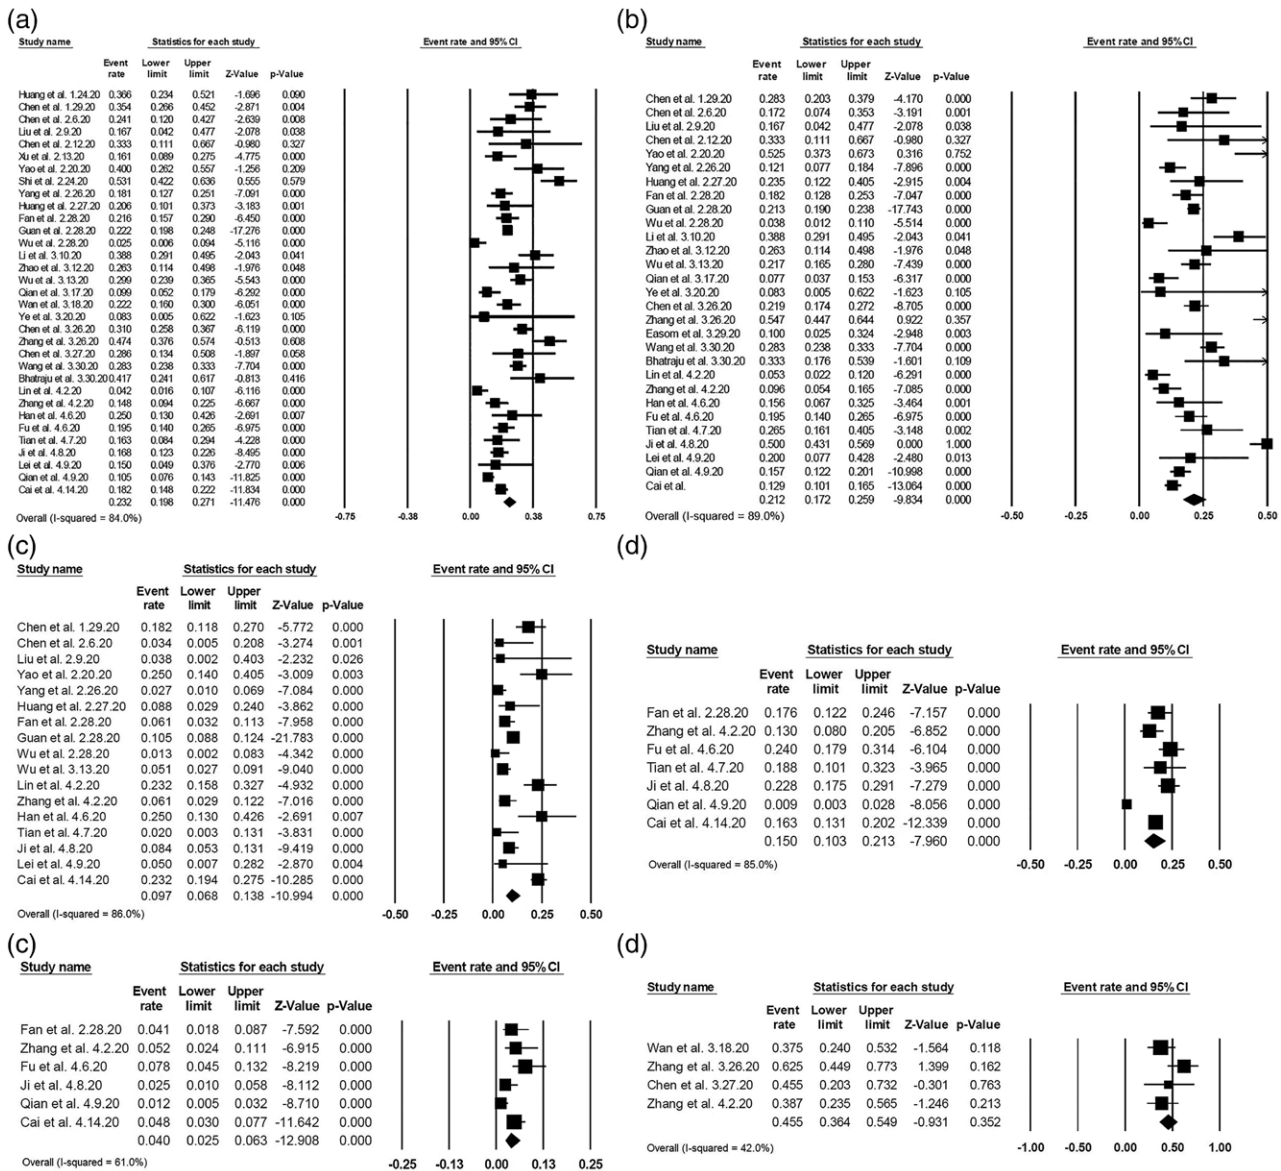 (a)
Study name Statistics for each study Event rate and 95% CI
Event rate Lower limit Upper limit Z-Value p-Value
Huang et al. 1.24.20 0.366 0.234 0.521 -1.696 0.090
Chen et al. 1.29.20 0.354 0.266 0.452 -2.871 0.004
Chen et al. 2.6.20 0.241 0.120 0.427 -2.639 0.008
Liu et al. 2.9.20 0.167 0.042 0.477 -2.078 0.038
Chen et al. 2.12.20 0.333 0.111 0.667 -0.980 0.327
Xu et al. 2.13.20 0.161 0.089 0.275 -4.775 0.000
Yao et al. 2.20.20 0.400 0.262 0.557 -1.256 0.209
Shi et al. 2.24.20 0.531 0.422 0.636 0.555 0.579
Yang et al. 2.26.20 0.181 0.127 0.251 -7.091 0.000
Huang et al. 2.27.20 0.206 0.101 0.373 -3.183 0.001
Fan et al. 2.28.20 0.216 0.157 0.290 -6.450 0.000
Guan et al. 2.28.20 0.222 0.198 0.248 -17.276 0.000
Wu et al. 2.28.20 0.025 0.006 0.094 -5.116 0.000
Li et al. 3.10.20 0.388 0.291 0.495 -2.043 0.041
Zhao et al. 3.12.20 0.263 0.114 0.498 -1.976 0.048
Wu et al. 3.13.20 0.299 0.239 0.365 -5.543 0.000
Qian et al. 3.17.20 0.099 0.052 0.179 -6.292 0.000
Wan et al. 3.18.20 0.222 0.160 0.300 -6.051 0.000
Ye et al. 3.20.20 0.083 0.005 0.622 -1.623 0.105
Chen et al. 3.26.20 0.310 0.258 0.367 -6.119 0.000
Zhang et al. 3.26.20 0.474 0.376 0.574 -0.513 0.608
Chen et al. 3.27.20 0.286 0.134 0.508 -1.897 0.058
Wang et al. 3.30.20 0.283 0.238 0.333 -7.704 0.000
Bhatraju et al. 3.30.20 0.417 0.241 0.617 -0.813 0.416
Lin et al. 4.2.20 0.042 0.016 0.107 -6.116 0.000
Zhang et al. 4.2.20 0.148 0.094 0.225 -6.667 0.000
Han et al. 4.6.20 0.250 0.130 0.426 -2.691 0.007
Fu et al. 4.6.20 0.195 0.140 0.265 -6.975 0.000
Tian et al. 4.7.20 0.163 0.084 0.294 -4.228 0.000
Ji et al. 4.8.20 0.168 0.123 0.226 -8.495 0.000
Lei et al. 4.9.20 0.150 0.049 0.376 -2.770 0.006
Qian et al. 4.9.20 0.105 0.076 0.143 -11.825 0.000
Cai et al. 4.14.20 0.182 0.148 0.222 -11.834 0.000
0.232 0.198 0.271 -11.476 0.000
Overall (I-squared = 84.0%)
-0.75 -0.38 0.00 0.38 0.75
(b)
Study name Statistics for each study Event rate and 95% CI
Event rate Lower limit Upper limit Z-Value p-Value
Chen et al. 1.29.20 0.283 0.203 0.379 -4.170 0.000
Chen et al. 2.6.20 0.172 0.074 0.353 -3.191 0.001
Liu et al. 2.9.20 0.167 0.042 0.477 -2.078 0.038
Chen et al. 2.12.20 0.333 0.111 0.667 -0.980 0.327
Yao et al. 2.20.20 0.525 0.373 0.673 0.316 0.752
Yang et al. 2.26.20 0.121 0.077 0.184 -7.896 0.000
Huang et al. 2.27.20 0.235 0.122 0.405 -2.915 0.004
Fan et al. 2.28.20 0.182 0.128 0.253 -7.047 0.000
Guan et al. 2.28.20 0.213 0.190 0.238 -17.743 0.000
Wu et al. 2.28.20 0.038 0.012 0.110 -5.514 0.000
Li et al. 3.10.20 0.388 0.291 0.495 -2.043 0.041
Zhao et al. 3.12.20 0.263 0.114 0.498 -1.976 0.048
Wu et al. 3.13.20 0.217 0.165 0.280 -7.439 0.000
Qian et al. 3.17.20 0.077 0.037 0.153 -6.317 0.000
Ye et al. 3.20.20 0.083 0.005 0.622 -1.623 0.105
Chen et al. 3.26.20 0.219 0.174 0.272 -8.705 0.000
Zhang et al. 3.26.20 0.547 0.447 0.644 0.922 0.357
Easom et al. 3.29.20 0.100 0.025 0.324 -2.948 0.003
Wang et al. 3.30.20 0.283 0.238 0.333 -7.704 0.000
Bhatraju et al. 3.30.20 0.333 0.176 0.539 -1.601 0.109
Lin et al. 4.2.20 0.053 0.022 0.120 -6.291 0.000
Zhang et al. 4.2.20 0.096 0.054 0.165 -7.085 0.000
Han et al. 4.6.20 0.156 0.067 0.325 -3.464 0.001
Fu et al. 4.6.20 0.195 0.140 0.265 -6.975 0.000
Tian et al. 4.7.20 0.265 0.161 0.405 -3.148 0.002
Ji et al. 4.8.20 0.500 0.431 0.569 0.000 1.000
Lei et al. 4.9.20 0.200 0.077 0.428 -2.480 0.013
Qian et al. 4.9.20 0.157 0.122 0.201 -10.998 0.000
Cai et al. 0.129 0.101 0.165 -13.064 0.000
0.212 0.172 0.259 -9.834 0.000
Overall (I-squared = 89.0%)
-0.50 -0.25 0.00 0.25 0.50
(c)
Study name Statistics for each study Event rate and 95% CI
Event rate Lower limit Upper limit Z-Value p-Value
Chen et al. 1.29.20 0.182 0.118 0.270 -5.772 0.000
Chen et al. 2.6.20 0.034 0.005 0.208 -3.274 0.001
Liu et al. 2.9.20 0.038 0.002 0.403 -2.232 0.026
Yao et al. 2.20.20 0.250 0.140 0.405 -3.009 0.003
Yang et al. 2.26.20 0.027 0.010 0.069 -7.084 0.000
Huang et al. 2.27.20 0.088 0.029 0.240 -3.862 0.000
Fan et al. 2.28.20 0.061 0.032 0.113 -7.958 0.000
Guan et al. 2.28.20 0.105 0.088 0.124 -21.783 0.000
Wu et al. 2.28.20 0.013 0.002 0.083 -4.342 0.000
Wu et al. 3.13.20 0.051 0.027 0.091 -9.040 0.000
Lin et al. 4.2.20 0.232 0.158 0.327 -4.932 0.000
Zhang et al. 4.2.20 0.061 0.029 0.122 -7.016 0.000
Han et al. 4.6.20 0.250 0.130 0.426 -2.691 0.007
Tian et al. 4.7.20 0.020 0.003 0.131 -3.831 0.000
Ji et al. 4.8.20 0.084 0.053 0.131 -9.419 0.000
Lei et al. 4.9.20 0.050 0.007 0.282 -2.870 0.004
Cai et al. 4.14.20 0.232 0.194 0.275 -10.285 0.000
0.097 0.068 0.138 -10.994 0.000
Overall (I-squared = 86.0%)
-0.50 -0.25 0.00 0.25 0.50
(d)
Study name Statistics for each study Event rate and 95% CI
Event rate Lower limit Upper limit Z-Value p-Value
Fan et al. 2.28.20 0.176 0.122 0.246 -7.157 0.000
Zhang et al. 4.2.20 0.130 0.080 0.205 -6.852 0.000
Fu et al. 4.6.20 0.240 0.179 0.314 -6.104 0.000
Tian et al. 4.7.20 0.188 0.101 0.323 -3.965 0.000
Ji et al. 4.8.20 0.228 0.175 0.291 -7.279 0.000
Qian et al. 4.9.20 0.009 0.003 0.028 -8.056 0.000
Cai et al. 4.14.20 0.163 0.131 0.202 -12.339 0.000
0.150 0.103 0.213 -7.960 0.000
Overall (I-squared = 85.0%)
-0.50 -0.25 0.00 0.25 0.50
(c)
Study name Statistics for each study Event rate and 95% CI
Event rate Lower limit Upper limit Z-Value p-Value
Fan et al. 2.28.20 0.041 0.018 0.087 -7.592 0.000
Zhang et al. 4.2.20 0.052 0.024 0.111 -6.915 0.000
Fu et al. 4.6.20 0.078 0.045 0.132 -8.219 0.000
Ji et al. 4.8.20 0.025 0.010 0.058 -8.112 0.000
Qian et al. 4.9.20 0.012 0.005 0.032 -8.710 0.000
Cai et al. 4.14.20 0.048 0.030 0.077 -11.642 0.000
0.040 0.025 0.063 -12.908 0.000
Overall (I-squared = 61.0%)
-0.25 -0.13 0.00 0.13 0.25
(d)
Study name Statistics for each study Event rate and 95% CI
Event rate Lower limit Upper limit Z-Value p-Value
Wan et al. 3.18.20 0.375 0.240 0.532 -1.564 0.118
Zhang et al. 3.26.20 0.625 0.449 0.773 1.399 0.162
Chen et al. 3.27.20 0.455 0.203 0.732 -0.301 0.763
Zhang et al. 4.2.20 0.387 0.235 0.565 -1.246 0.213
0.455 0.364 0.549 -0.931 0.352
Overall (I-squared = 42.0%)
-1.00 -0.50 0.00 0.50 1.00